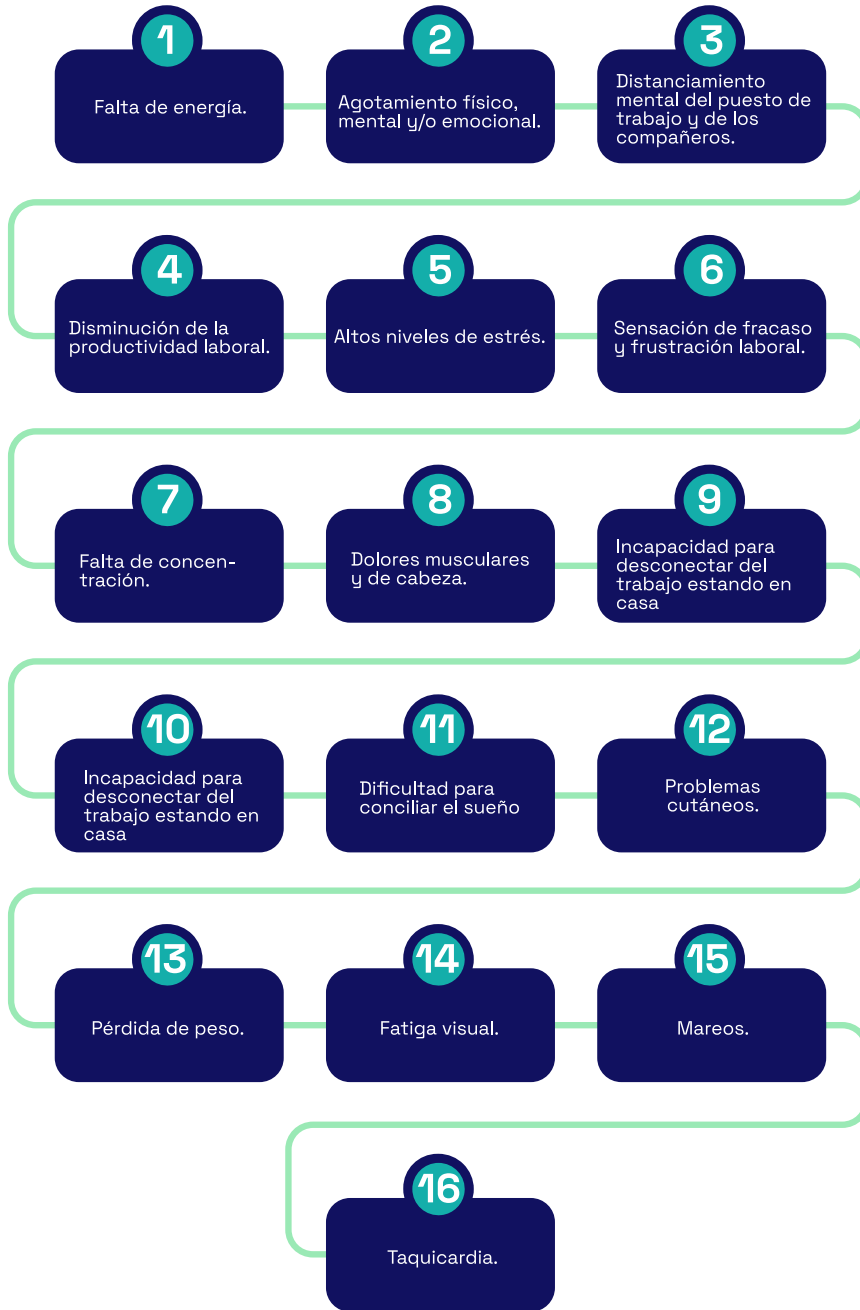 1
Falta de energía.
2
Agotamiento físico,
mental y/o emocional.
3
Distanciamiento
mental del puesto de
trabajo y de los
compañeros.
4
Disminución de la
productividad laboral.
5
Altos niveles de estrés.
6
Sensación de fracaso
y frustración laboral.
7
Falta de concen-
tración.
8
Dolores musculares
y de cabeza.
9
Incapacidad para
desconectar del
trabajo estando en
casa
10
Incapacidad para
desconectar del
trabajo estando en
casa
11
Dificultad para
conciliar el sueño
12
Problemas
cutáneos.
13
Pérdida de peso.
14
Fatiga visual.
15
Mareos.
16
Taquicardia.